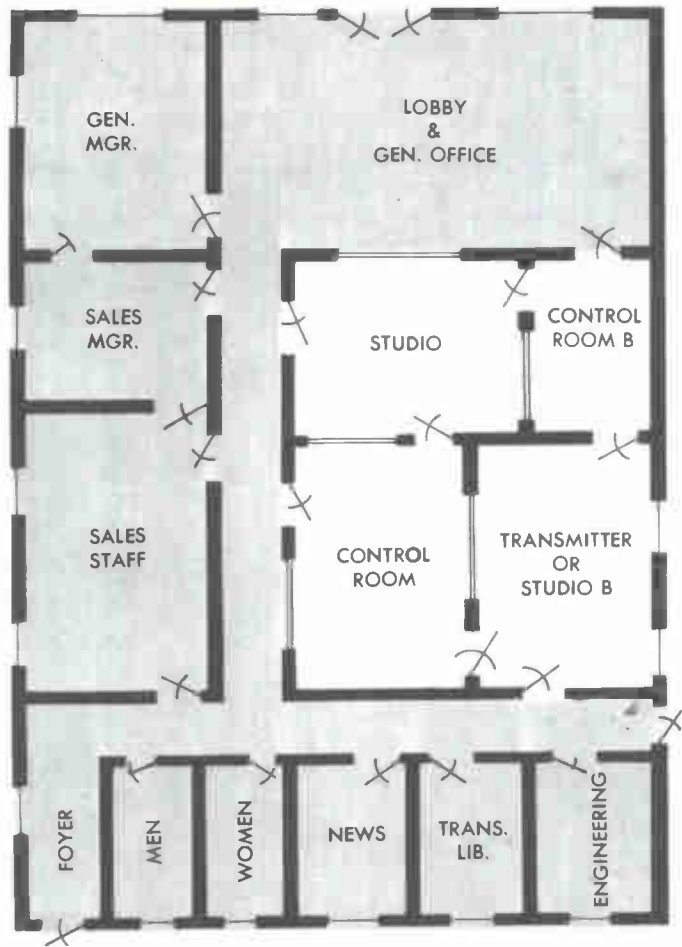 GEN.
MGR.
LOBBY
&
GEN. OFFICE
SALES
MGR.
STUDIO
CONTROL
ROOM B
SALES
STAFF
CONTROL
ROOM
TRANSMITTER
OR
STUDIO B
FOYER
MEN
WOMEN
NEWS
TRANS.
LIB.
ENGINEERING